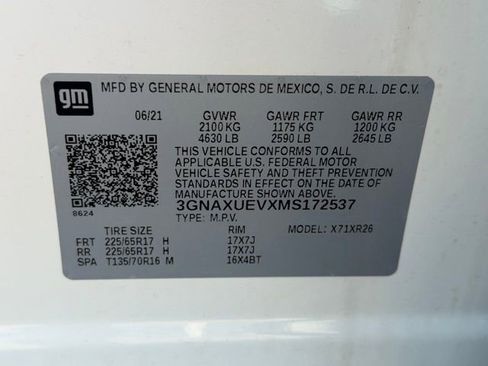 gm
MFD BY GENERAL MOTORS DE MEXICO, S. DE R.L. DE C.V.
06/21 GVWR GAWR FRT GAWR RR
2100 KG 1175 KG 1200 KG
4630 LB 2590 LB 2645 LB
THIS VEHICLE CONFORMS TO ALL
APPLICABLE U.S. FEDERAL MOTOR
VEHICLE SAFETY AND THEFT PREVENTION
STANDARDS IN EFFECT ON THE DATE OF
MANUFACTURE SHOWN ABOVE.
3GNAXUEVXMS172537
8624
TYPE: M.P.V. MODEL: X71XR26
TIRE SIZE RIM
FRT 225/65R17 H 17X7J
RR 225/65R17 H 17X7J
SPA T135/70R16 M 16X4BT